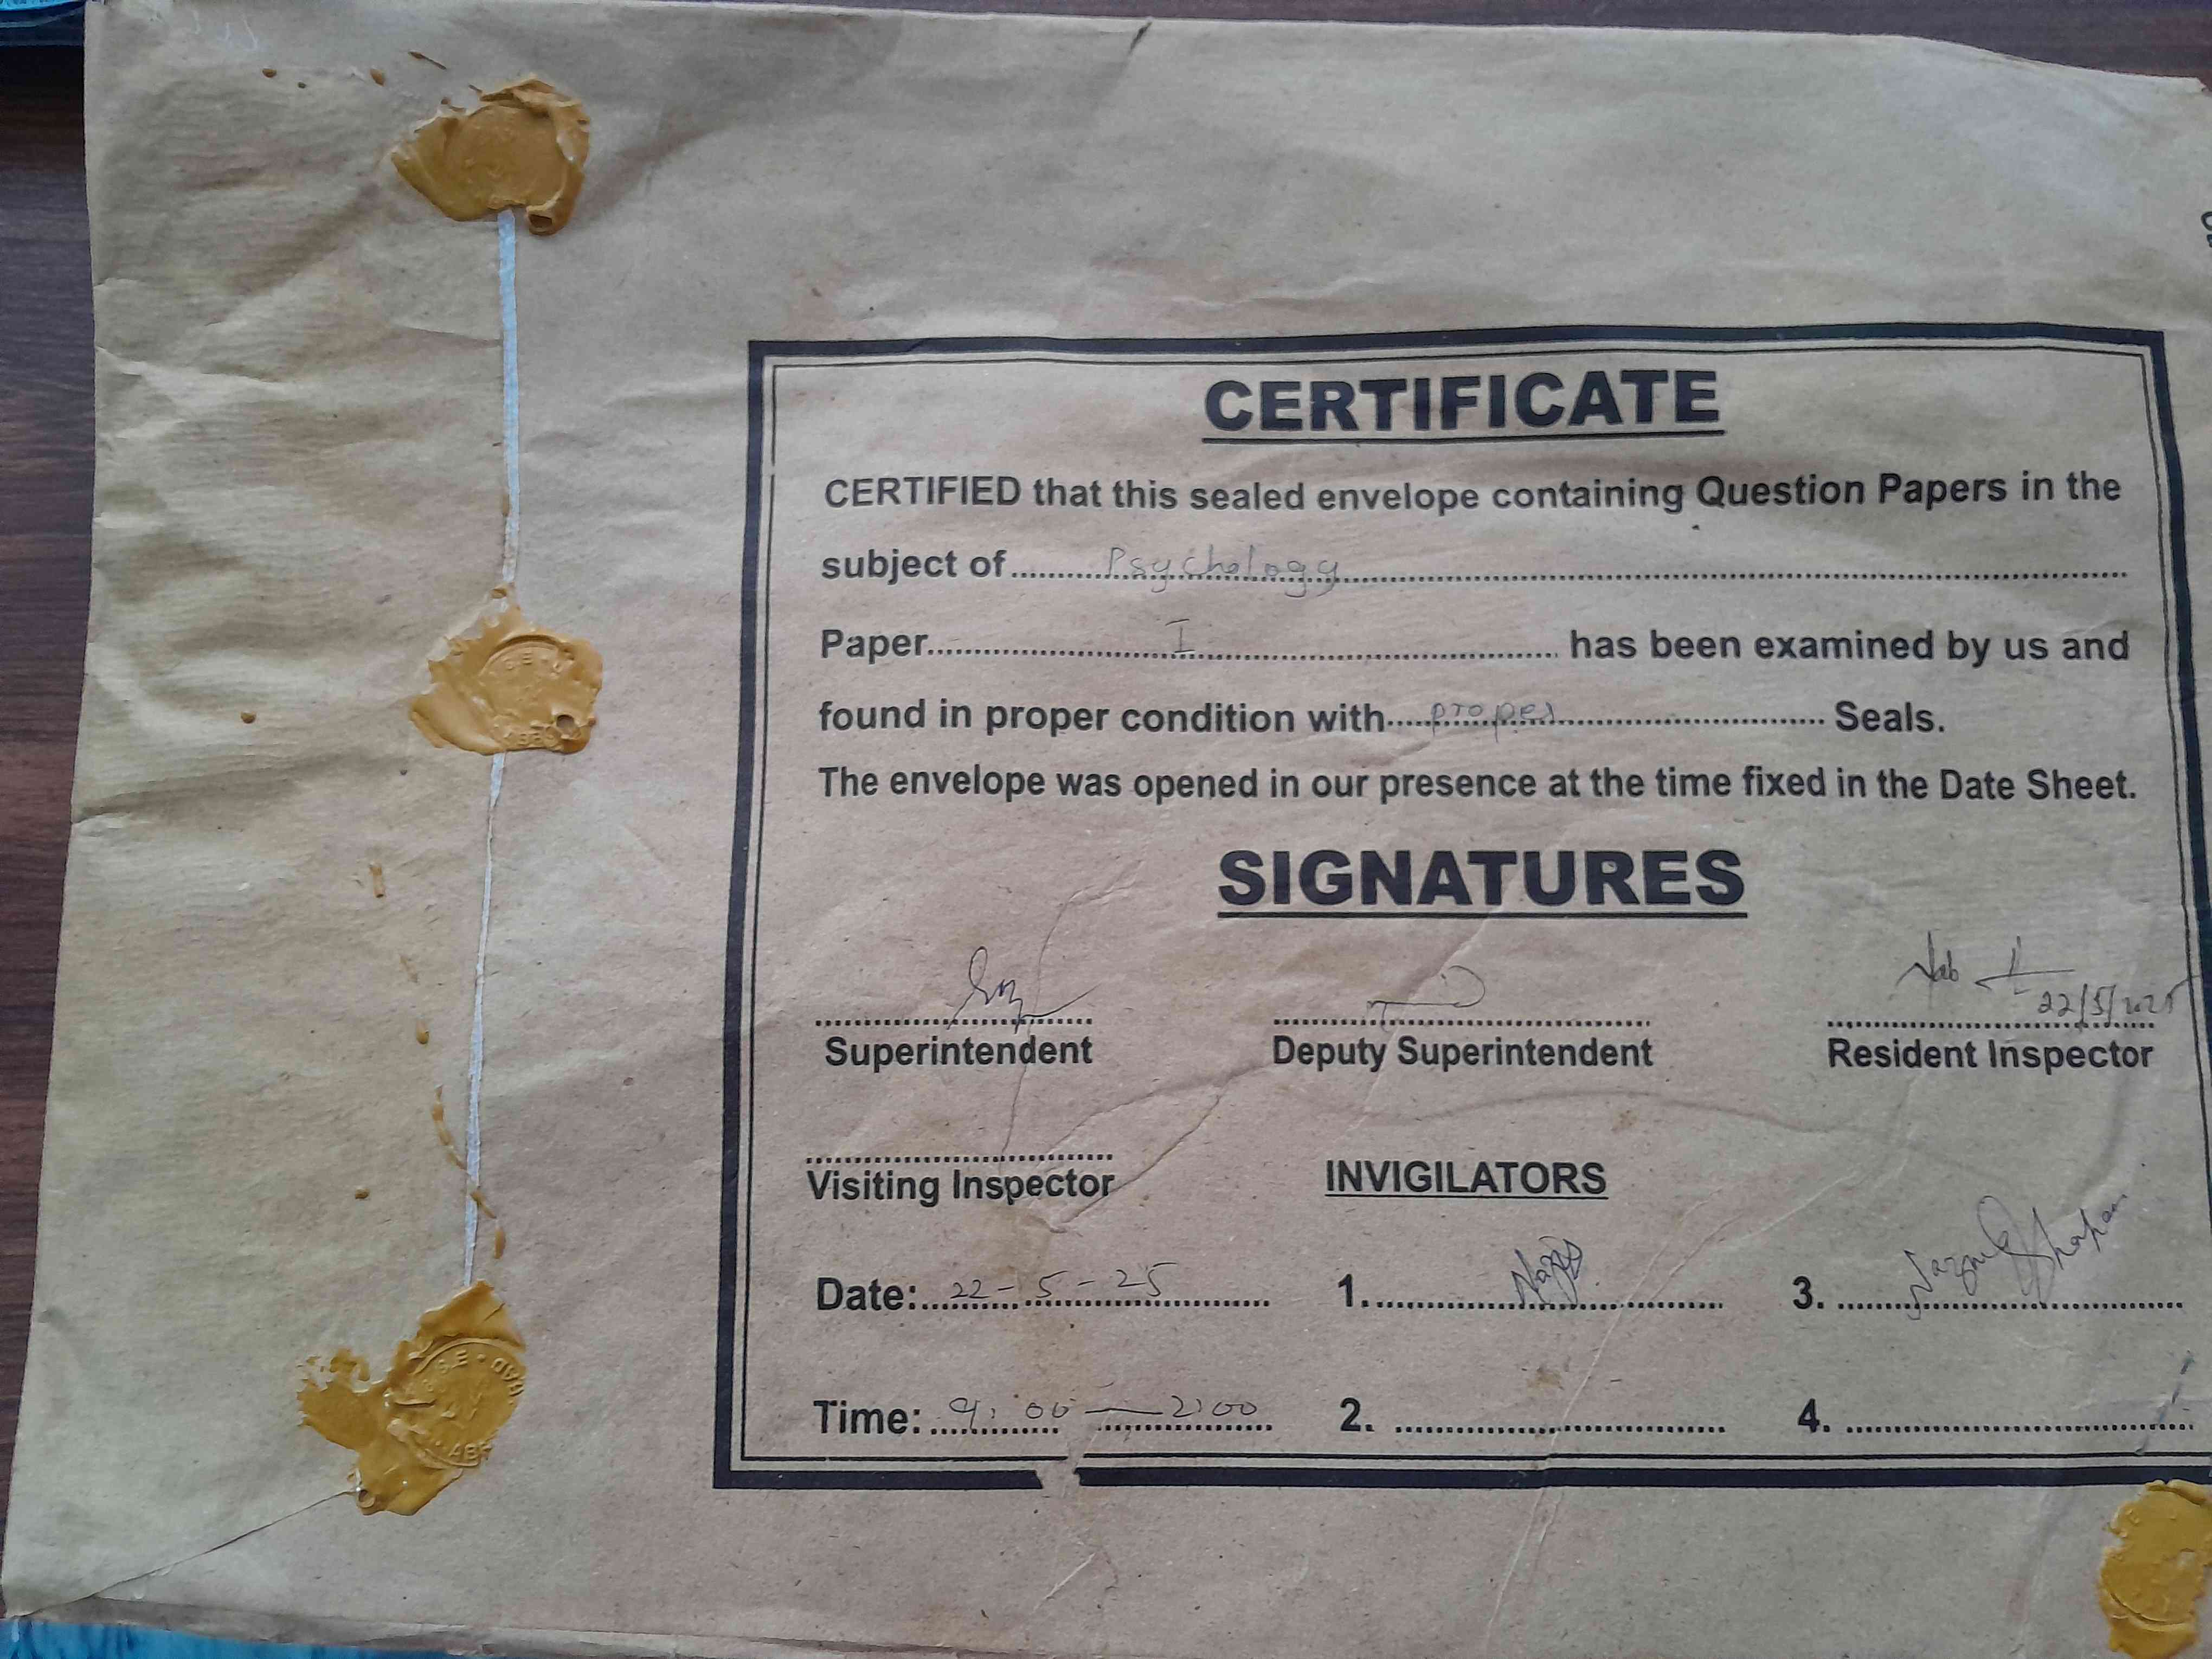 CERTIFICATE
CERTIFIED that this sealed envelope containing Question Papers in the
subject of Psychology
Paper I has been examined by us and
found in proper condition with proper Seals.
The envelope was opened in our presence at the time fixed in the Date Sheet.
SIGNATURES
22/5/2025
Superintendent Deputy Superintendent Resident Inspector
Visiting Inspector INVIGILATORS
Date: 22-5-25 1. 3.
Time: 9:00 — 2:00 2. 4.